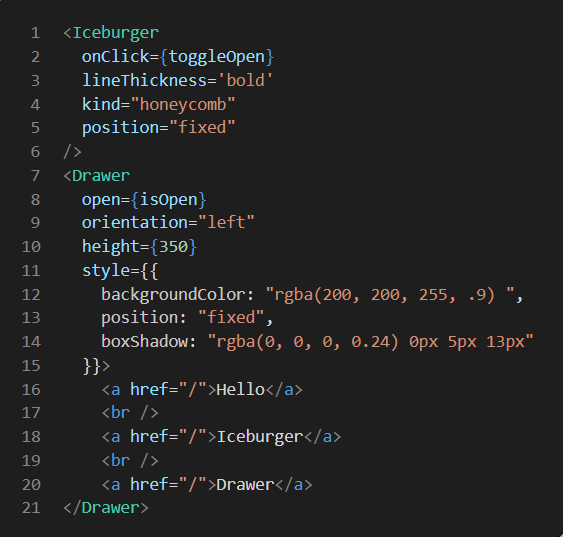 1 <Iceburger
2   onClick={toggleOpen}
3   lineThickness='bold'
4   kind="honeycomb"
5   position="fixed"
6 />
7 <Drawer
8   open={isOpen}
9   orientation="left"
10   height={350}
11   style={{
12     backgroundColor: "rgba(200, 200, 255, .9) ",
13     position: "fixed",
14     boxShadow: "rgba(0, 0, 0, 0.24) 0px 5px 13px"
15   }}>
16     <a href="/">Hello</a>
17     <br />
18     <a href="/">Iceburger</a>
19     <br />
20     <a href="/">Drawer</a>
21 </Drawer>